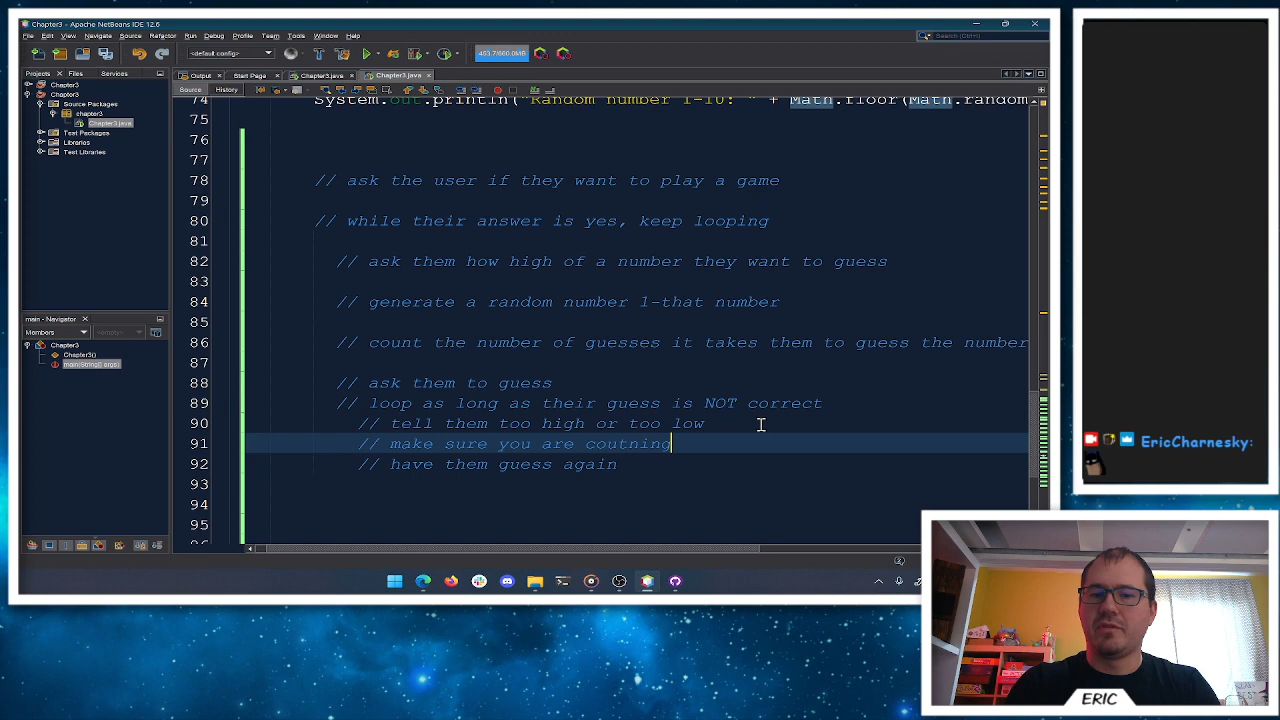 Chapter3 - Apache NetBeans IDE 12.6
File Edit View Navigate Source Refactor Run Debug Profile Team Tools Window Help
Search (Ctrl+I)
<default config>
453.7/660.0MB
Projects Files Services
Output Start Page Chapter3.java Chapter3.java
Source History
Chapter3
Chapter3
Source Packages
chapter3
Chapter3.java
Test Packages
Libraries
Test Libraries
main - Navigator
Members <empty>
Chapter3
Chapter3()
main(String[] args)
74 System.out.println("Random number 1-10: " + Math.floor(Math.random
75
76
77
78 // ask the user if they want to play a game
79
80 // while their answer is yes, keep looping
81
82 // ask them how high of a number they want to guess
83
84 // generate a random number 1-that number
85
86 // count the number of guesses it takes them to guess the number
87
88 // ask them to guess
89 loop as long as their guess is NOT correct
90 // tell them too high or too low
91 make sure you are coutning
92 // have them guess again
93
94
95
96
EricCharnesky:
ERIC